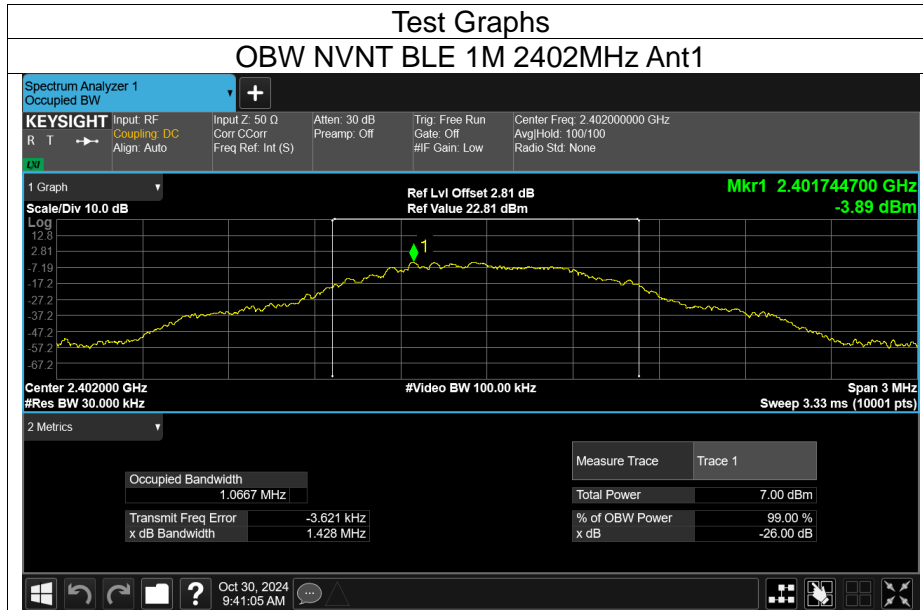 Test Graphs
OBW NVNT BLE 1M 2402MHz Ant1
Spectrum Analyzer 1
Occupied BW
+
KEYSIGHT Input: RF Input Z: 50 Ω Atten: 30 dB Trig: Free Run Center Freq: 2.402000000 GHz
R T Coupling: DC Corr CCorr Preamp: Off Gate: Off Avg|Hold: 100/100
Align: Auto Freq Ref: Int (S) #IF Gain: Low Radio Std: None
LXI
1 Graph Ref Lvl Offset 2.81 dB Mkr1 2.401744700 GHz
Scale/Div 10.0 dB Ref Value 22.81 dBm -3.89 dBm
Log
12.8
2.81
1
-7.19
-17.2
-27.2
-37.2
-47.2
-57.2
-67.2
Center 2.402000 GHz #Video BW 100.00 kHz Span 3 MHz
#Res BW 30.000 kHz Sweep 3.33 ms (10001 pts)
2 Metrics
Measure Trace Trace 1
Occupied Bandwidth
1.0667 MHz Total Power 7.00 dBm
Transmit Freq Error -3.621 kHz % of OBW Power 99.00 %
x dB Bandwidth 1.428 MHz x dB -26.00 dB
? Oct 30, 2024
9:41:05 AM